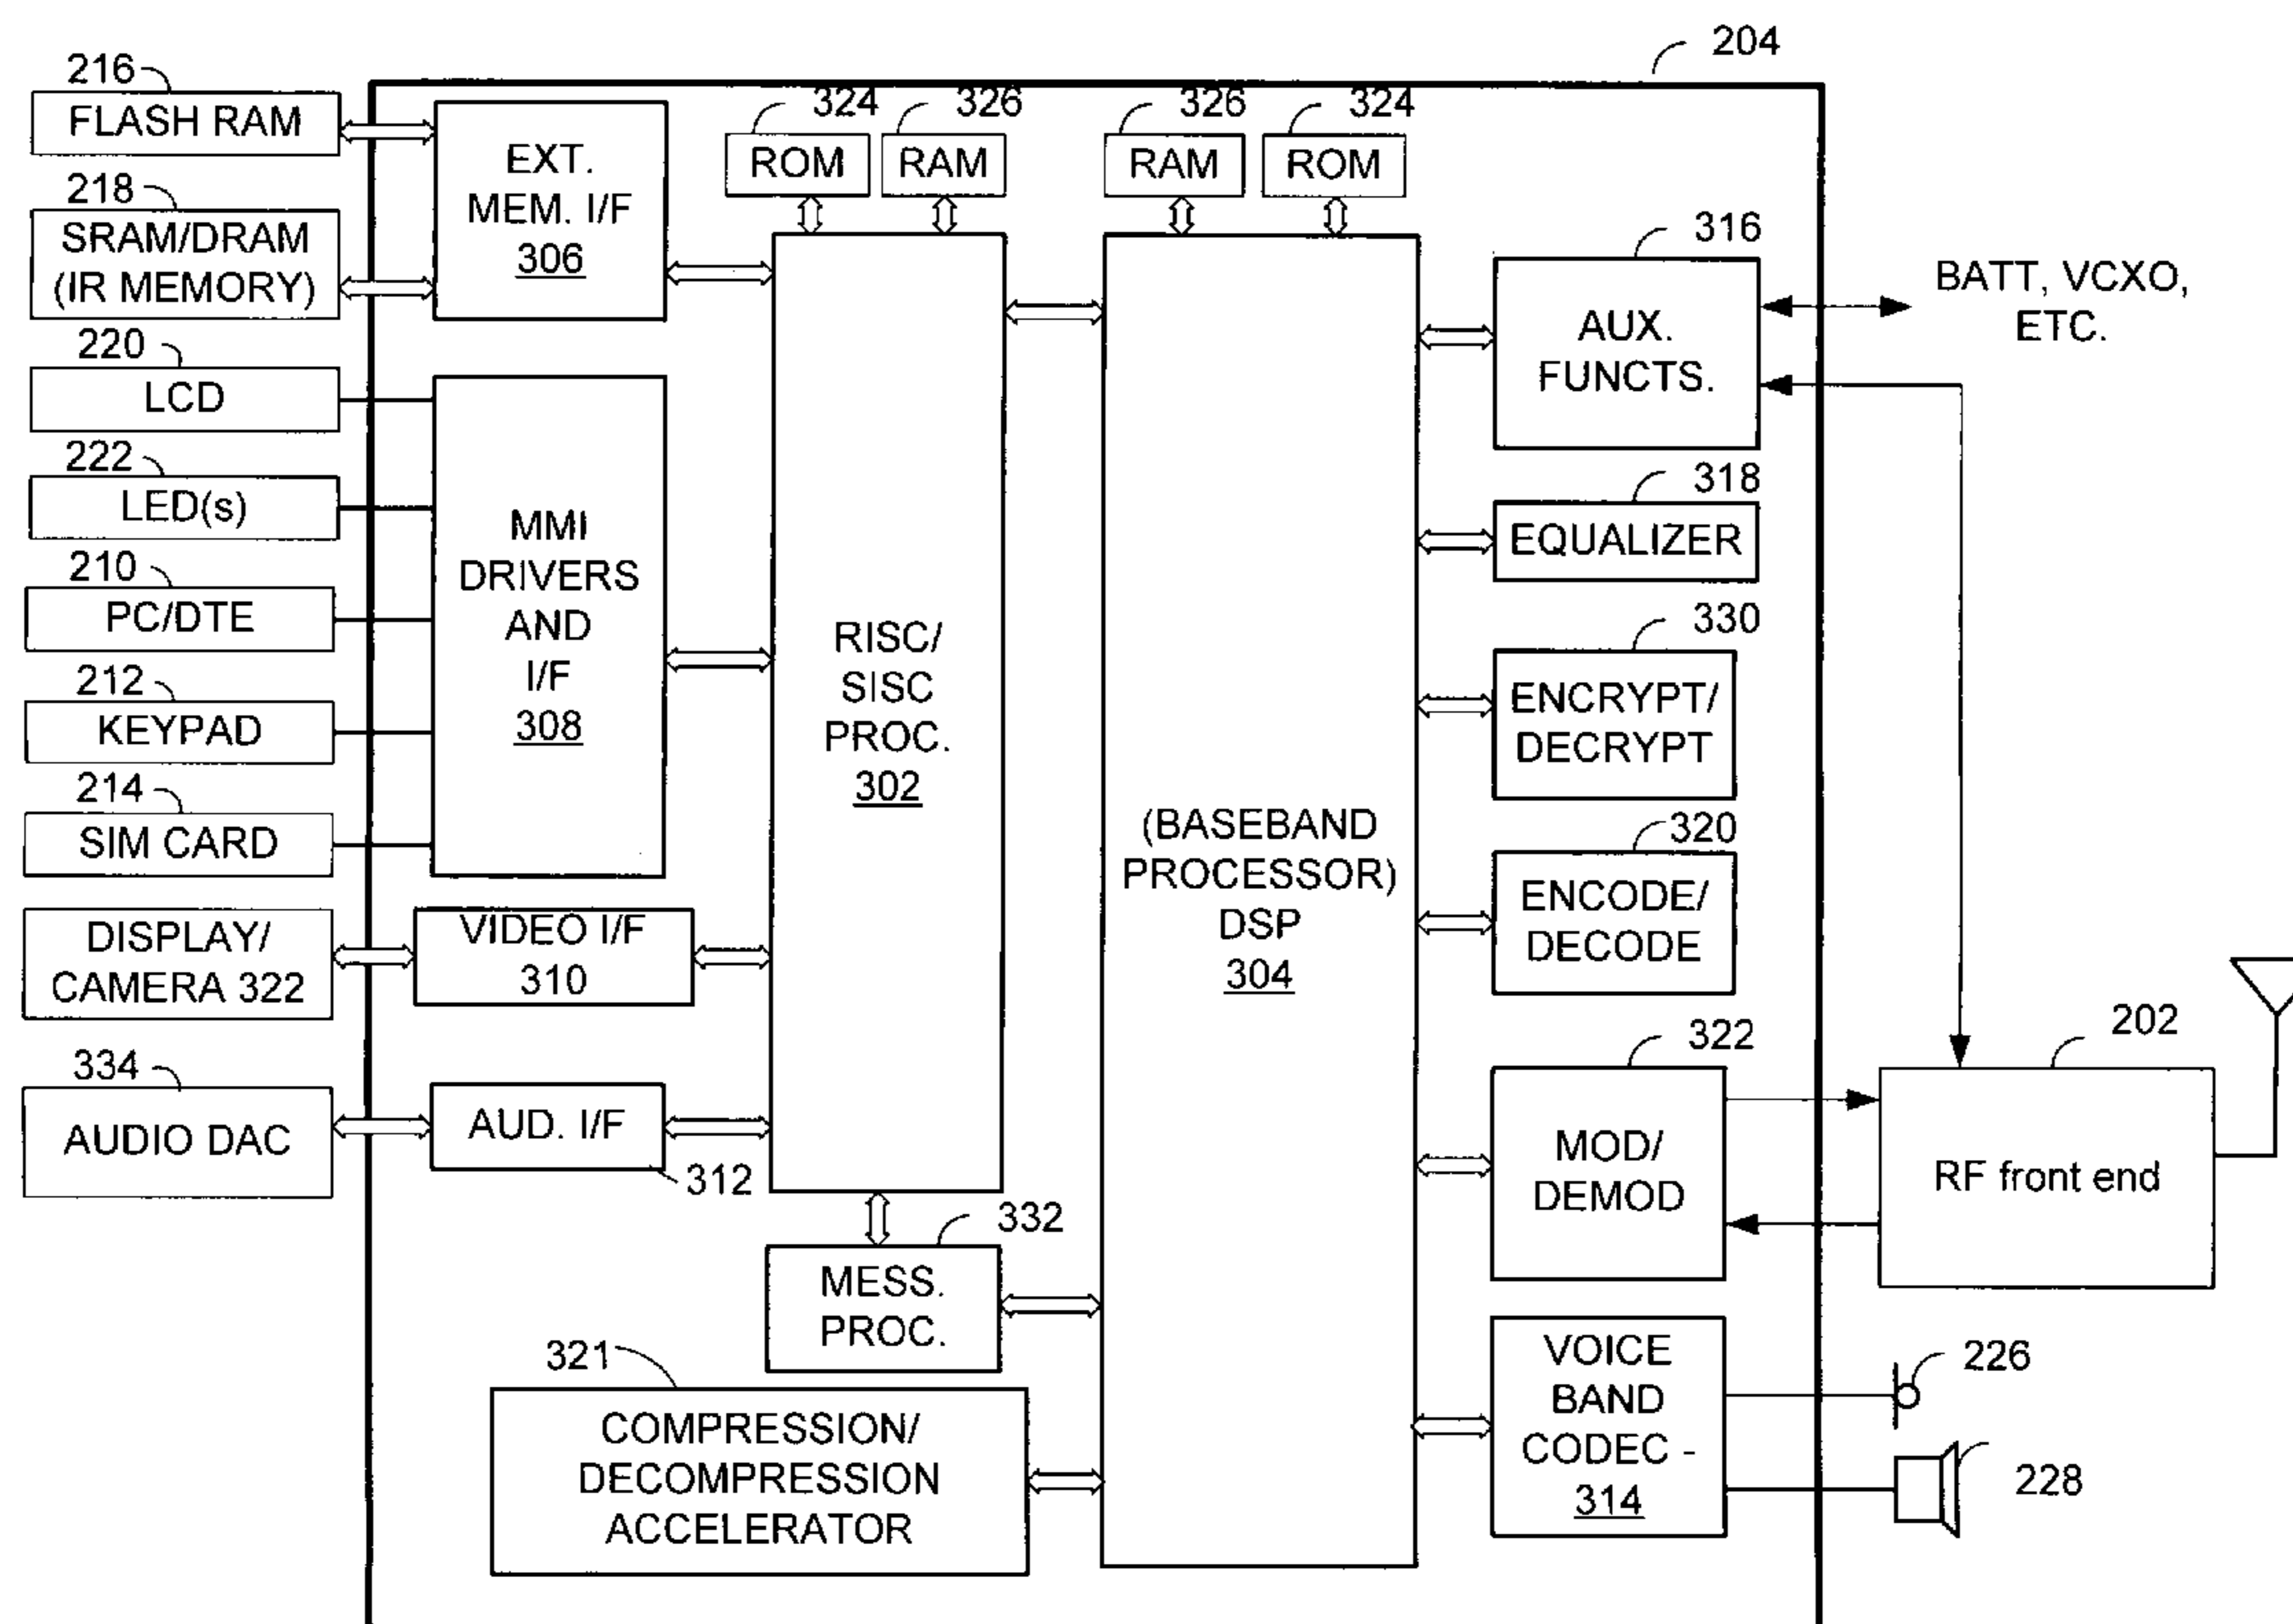 204
216
FLASH RAM
218
SRAM/DRAM
(IR MEMORY)
220
LCD
222
LED(s)
210
PC/DTE
212
KEYPAD
214
SIM CARD
DISPLAY/
CAMERA 322
334
AUDIO DAC
EXT.
MEM. I/F
306
MMI
DRIVERS
AND
I/F
308
VIDEO I/F
310
AUD. I/F
312
324
ROM
326
RAM
RISC/
SISC
PROC.
302
332
MESS.
PROC.
321
COMPRESSION/
DECOMPRESSION
ACCELERATOR
326
RAM
324
ROM
(BASEBAND
PROCESSOR)
DSP
304
316
AUX.
FUNCTS.
318
EQUALIZER
330
ENCRYPT/
DECRYPT
320
ENCODE/
DECODE
322
MOD/
DEMOD
VOICE
BAND
CODEC -
314
BATT, VCXO,
ETC.
202
RF front end
226
228